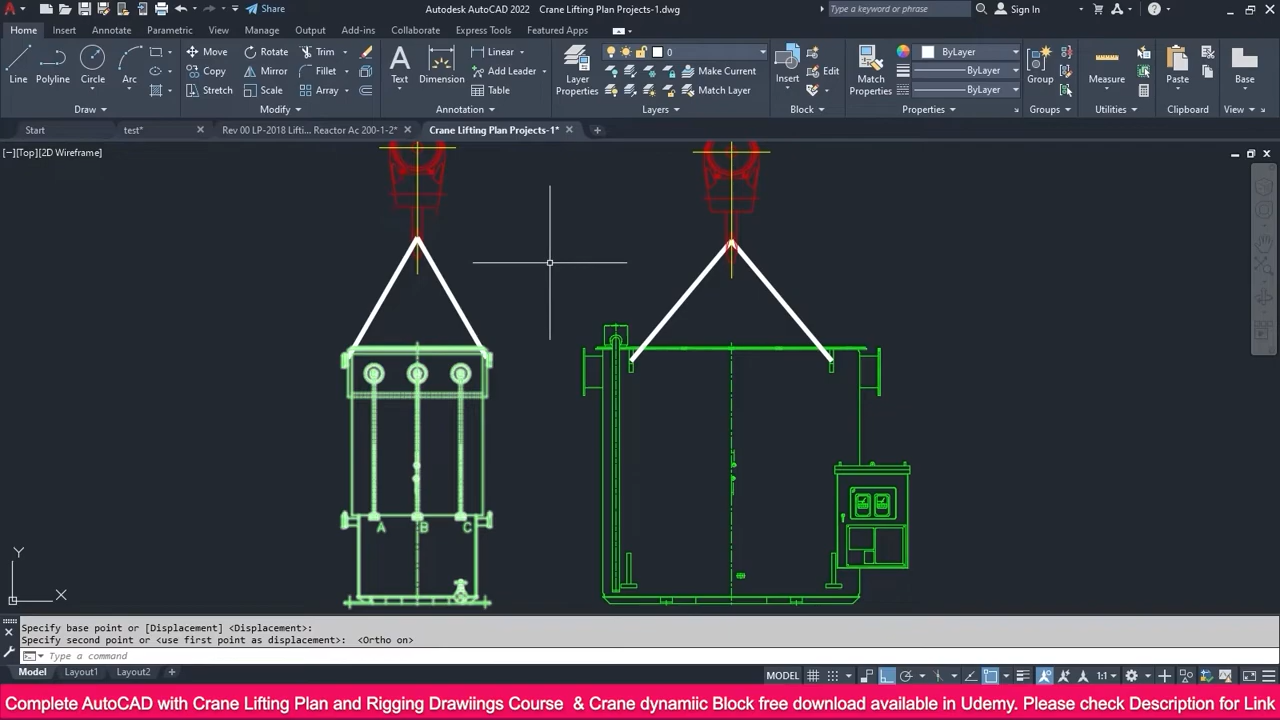 Autodesk AutoCAD 2022 Crane Lifting Plan Projects-1.dwg
Share
Type a keyword or phrase
Sign In
Home Insert Annotate Parametric View Manage Output Add-ins Collaborate Express Tools Featured Apps
Line Polyline Circle Arc
Draw
Move Rotate Trim
Copy Mirror Fillet
Stretch Scale Array
Modify
Text Dimension
Linear
Add Leader
Table
Annotation
Layer Properties
0
Make Current
Match Layer
Layers
Insert
Edit
Block
Match Properties
ByLayer
ByLayer
ByLayer
Properties
Group
Groups
Measure
Utilities
Paste
Clipboard
Base
View
Start test* Rev 00 LP-2018 Lifti... Reactor Ac 200-1-2* Crane Lifting Plan Projects-1*
[−][Top][2D Wireframe]
A B C
Y
X
Specify base point or [Displacement] <Displacement>:
Specify second point or <use first point as displacement>: <Ortho on>
Type a command
Model Layout1 Layout2
MODEL 1:1
Complete AutoCAD with Crane Lifting Plan and Rigging Drawiings Course & Crane dynamiic Block free download available in Udemy. Please check Description for Link